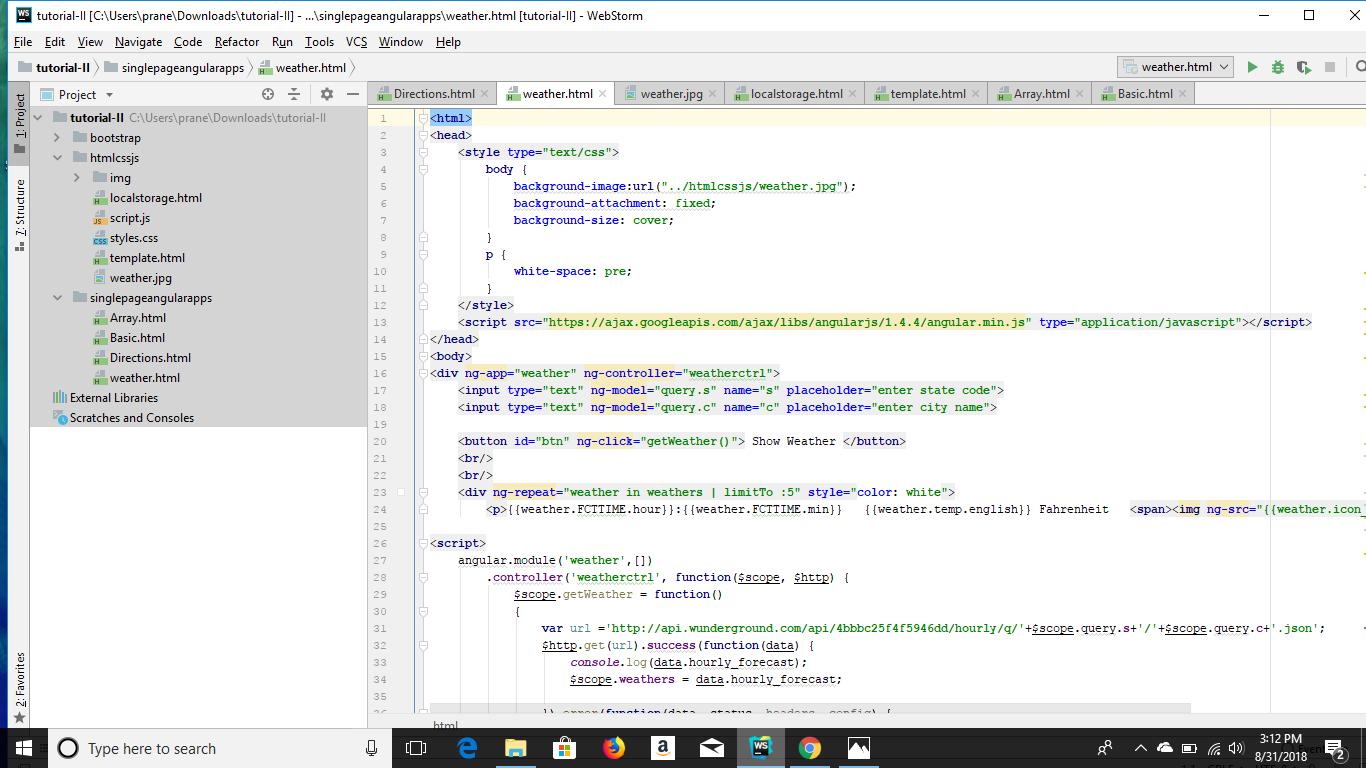 tutorial-II [C:\Users\prane\Downloads\tutorial-II] - ...\singlepageangularapps\weather.html [tutorial-II] - WebStorm
File Edit View Navigate Code Refactor Run Tools VCS Window Help
tutorial-II singlepageangularapps weather.html
weather.html
Project
Directions.html weather.html weather.jpg localstorage.html template.html Array.html Basic.html
1: Project
7: Structure
2: Favorites
tutorial-II C:\Users\prane\Downloads\tutorial-II
bootstrap
htmlcssjs
img
localstorage.html
script.js
styles.css
template.html
weather.jpg
singlepageangularapps
Array.html
Basic.html
Directions.html
weather.html
External Libraries
Scratches and Consoles
1 <html>
2 <head>
3 <style type="text/css">
4 body {
5 background-image:url("../htmlcssjs/weather.jpg");
6 background-attachment: fixed;
7 background-size: cover;
8 }
9 p {
10 white-space: pre;
11 }
12 </style>
13 <script src="https://ajax.googleapis.com/ajax/libs/angularjs/1.4.4/angular.min.js" type="application/javascript"></script>
14 </head>
15 <body>
16 <div ng-app="weather" ng-controller="weatherctrl">
17 <input type="text" ng-model="query.s" name="s" placeholder="enter state code">
18 <input type="text" ng-model="query.c" name="c" placeholder="enter city name">
19
20 <button id="btn" ng-click="getWeather()"> Show Weather </button>
21 <br/>
22 <br/>
23 <div ng-repeat="weather in weathers | limitTo :5" style="color: white">
24 <p>{{weather.FCTTIME.hour}}:{{weather.FCTTIME.min}} {{weather.temp.english}} Fahrenheit <span><img ng-src="{{weather.icon_
25
26 <script>
27 angular.module('weather',[])
28 .controller('weatherctrl', function($scope, $http) {
29 $scope.getWeather = function()
30 {
31 var url ='http://api.wunderground.com/api/4bbbc25f4f5946dd/hourly/q/'+$scope.query.s+'/'+$scope.query.c+'.json';
32 $http.get(url).success(function(data) {
33 console.log(data.hourly_forecast);
34 $scope.weathers = data.hourly_forecast;
35
36 }).error(function(data, status, headers, config) {
html
Type here to search
3:12 PM
8/31/2018
2